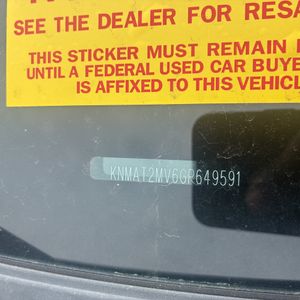 SEE THE DEALER FOR RESA
THIS STICKER MUST REMAIN
UNTIL A FEDERAL USED CAR BUYE
IS AFFIXED TO THIS VEHICL
KNMAT2MV6GR649591